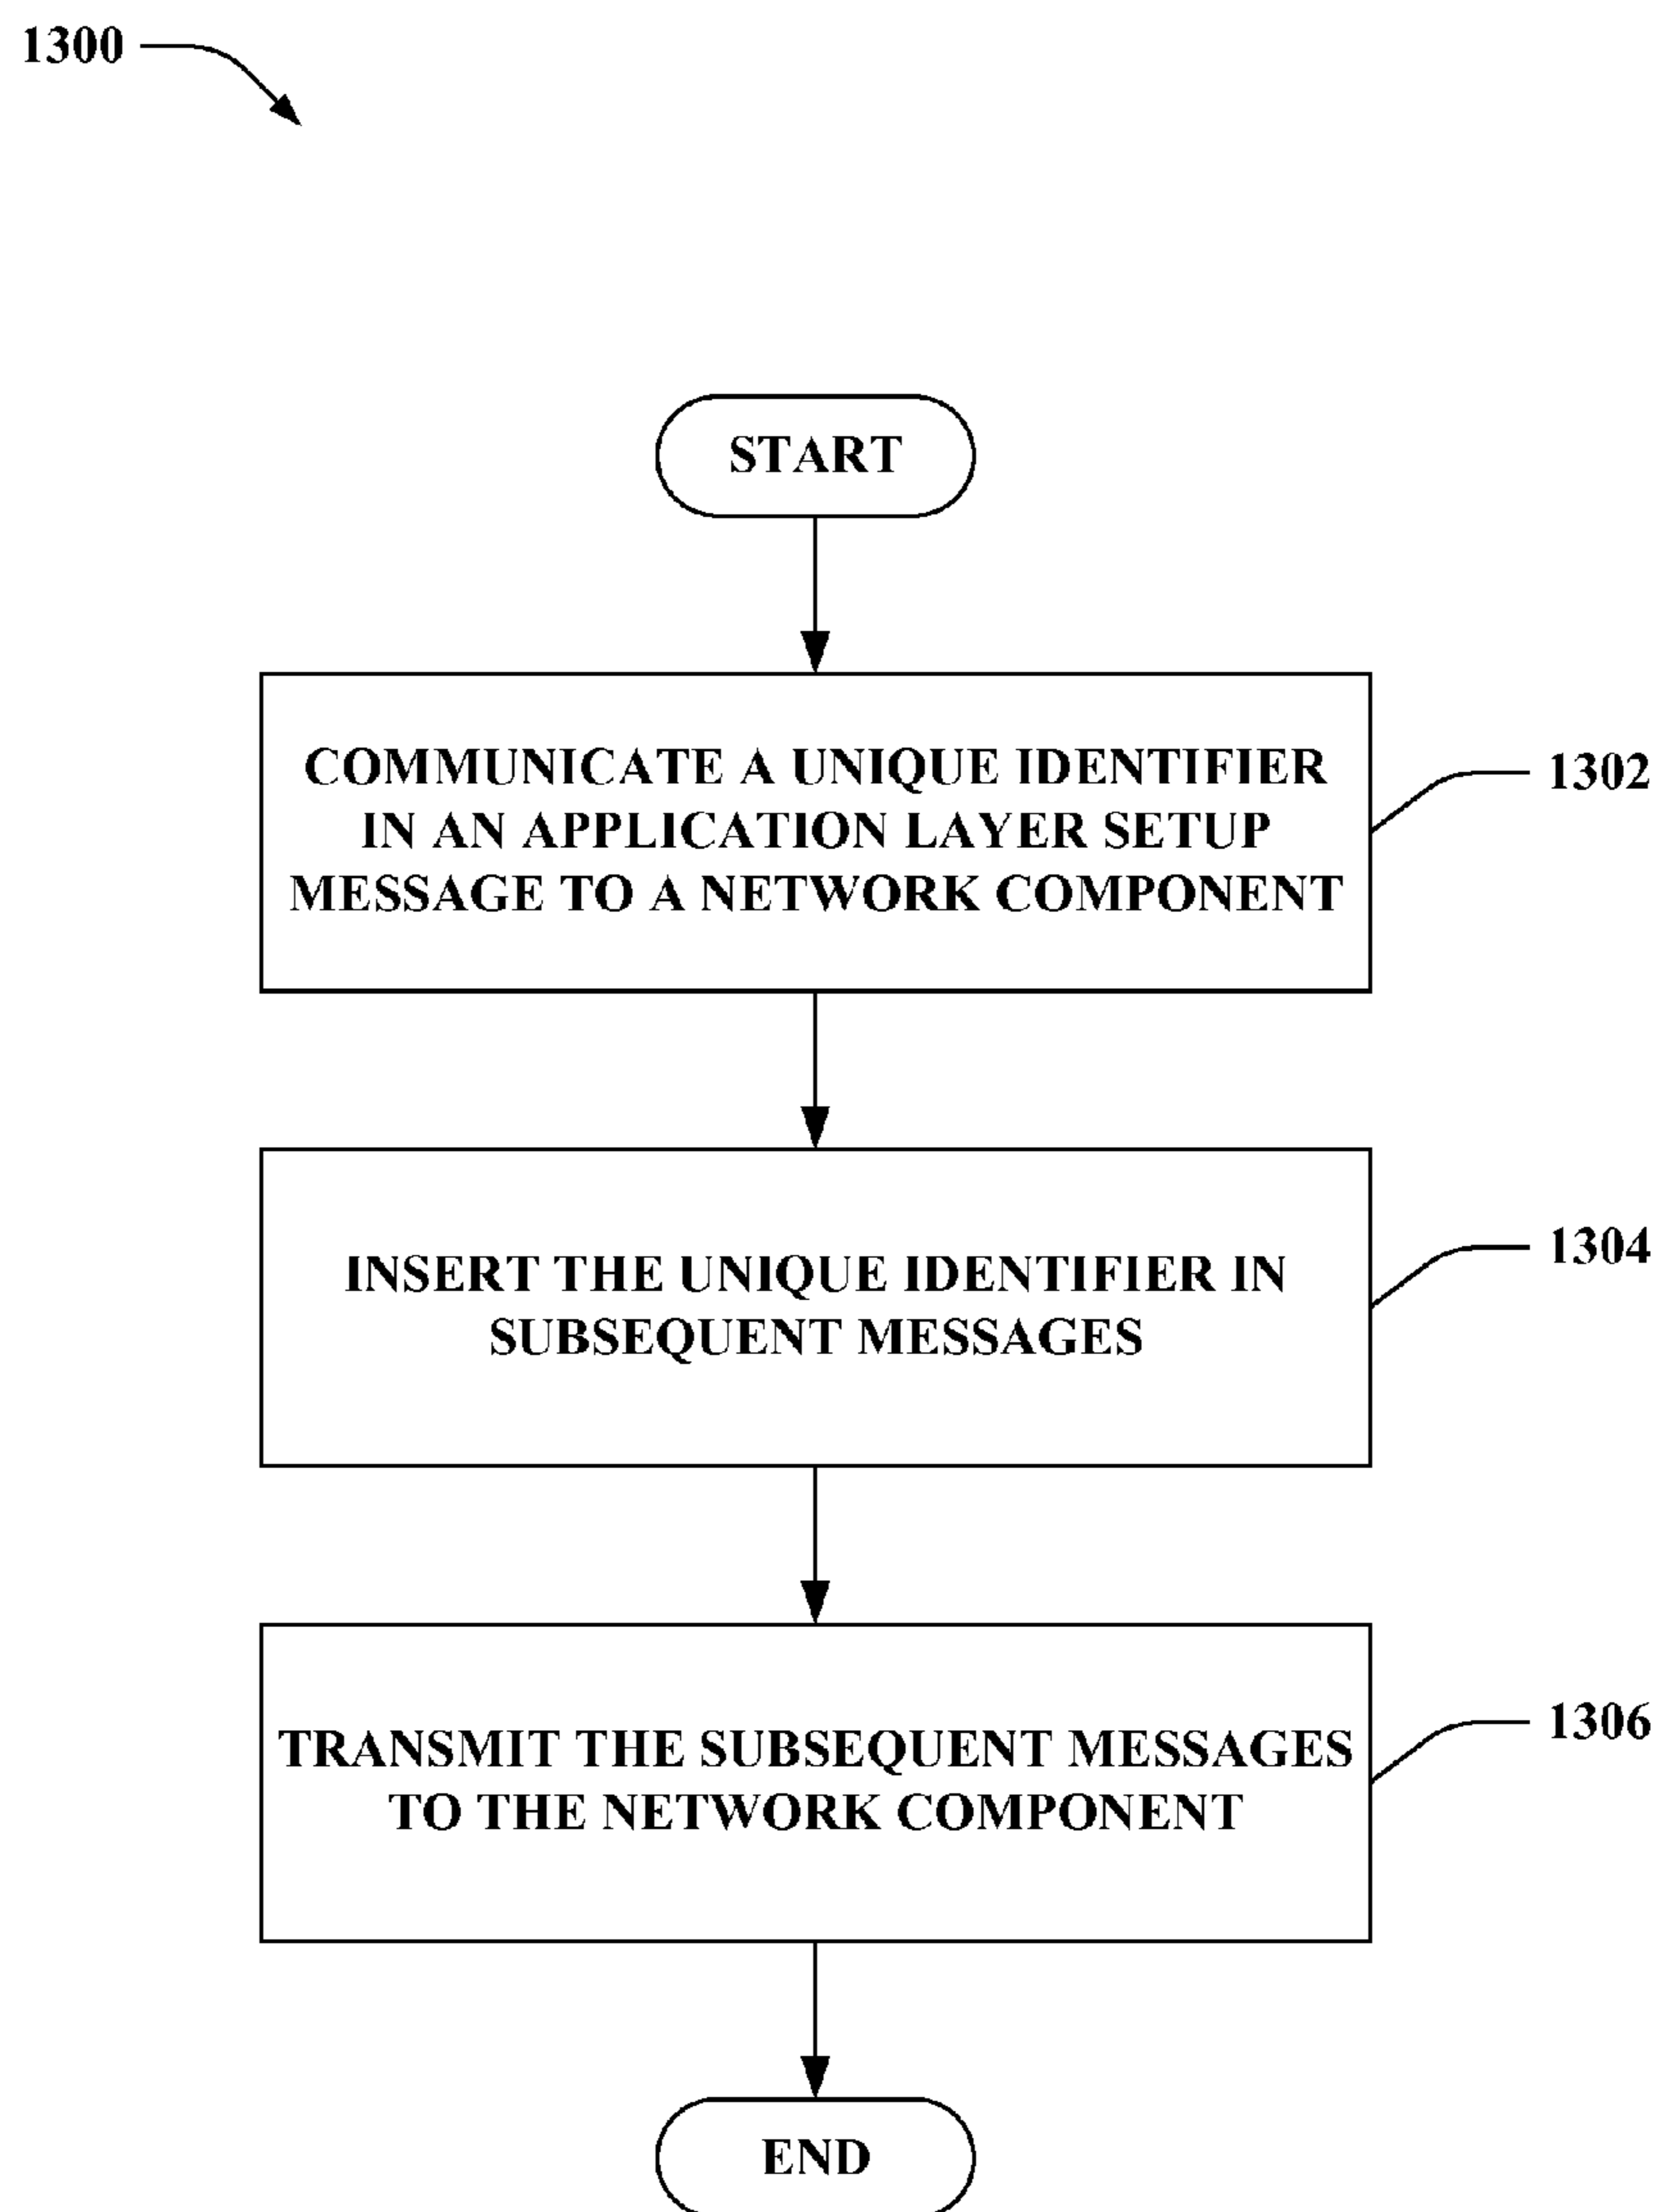 1300
START
COMMUNICATE A UNIQUE IDENTIFIER
IN AN APPLICATION LAYER SETUP
MESSAGE TO A NETWORK COMPONENT
1302
INSERT THE UNIQUE IDENTIFIER IN
SUBSEQUENT MESSAGES
1304
TRANSMIT THE SUBSEQUENT MESSAGES
TO THE NETWORK COMPONENT
1306
END